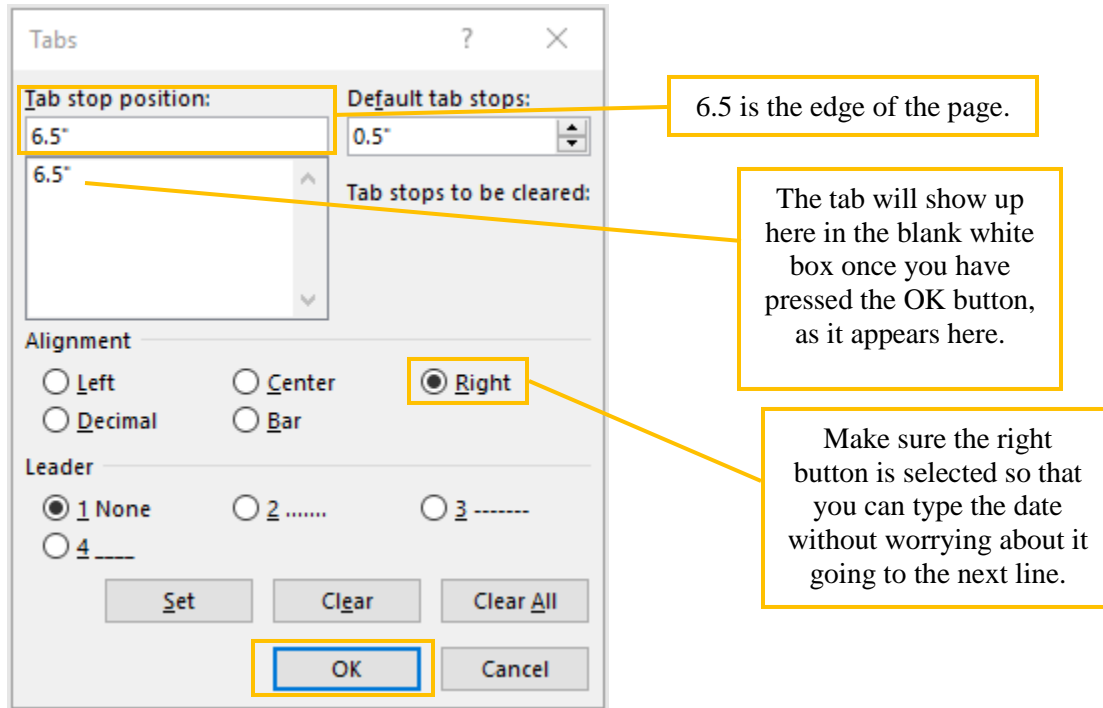 Tabs ? ×
Tab stop position: Default tab stops:
6.5" 0.5"
6.5"
Tab stops to be cleared:
Alignment
Left Center Right
Decimal Bar
Leader
1 None 2 ....... 3 -------
4 ____
Set Clear Clear All
OK Cancel
6.5 is the edge of the page.
The tab will show up
here in the blank white
box once you have
pressed the OK button,
as it appears here.
Make sure the right
button is selected so that
you can type the date
without worrying about it
going to the next line.